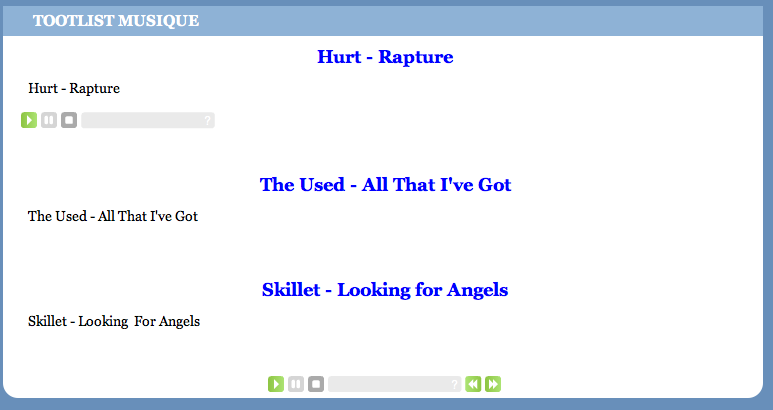 TOOTLIST MUSIQUE
Hurt - Rapture
Hurt - Rapture
?
The Used - All That I've Got
The Used - All That I've Got
Skillet - Looking for Angels
Skillet - Looking  For Angels
?